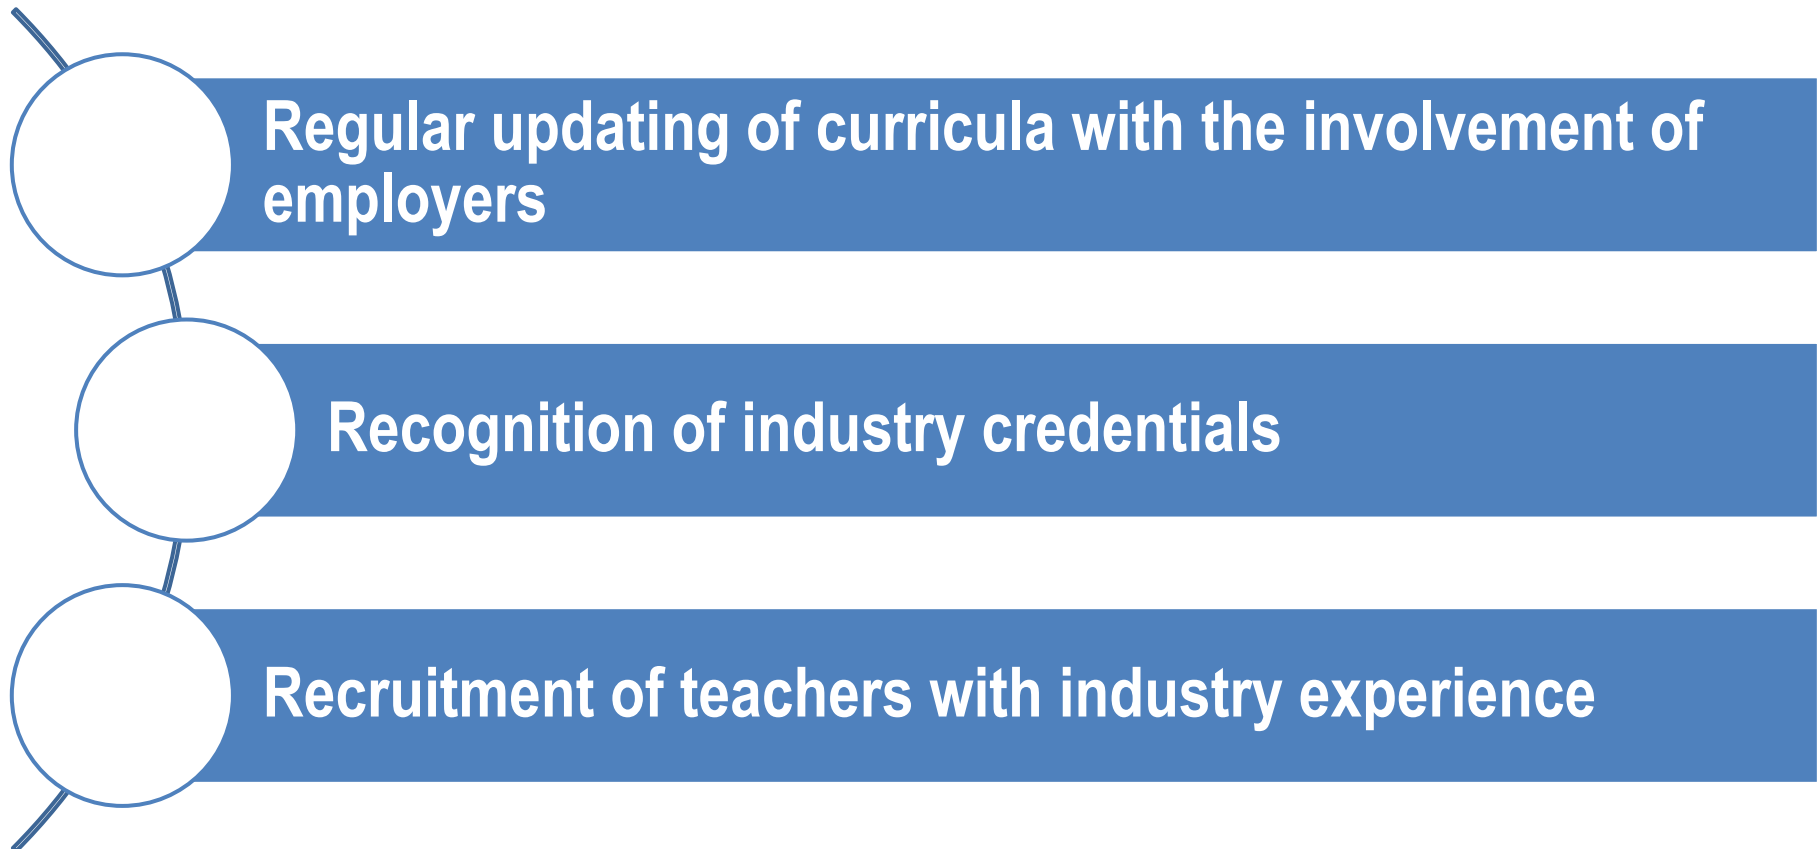 Regular updating of curricula with the involvement of
employers
Recognition of industry credentials
Recruitment of teachers with industry experience